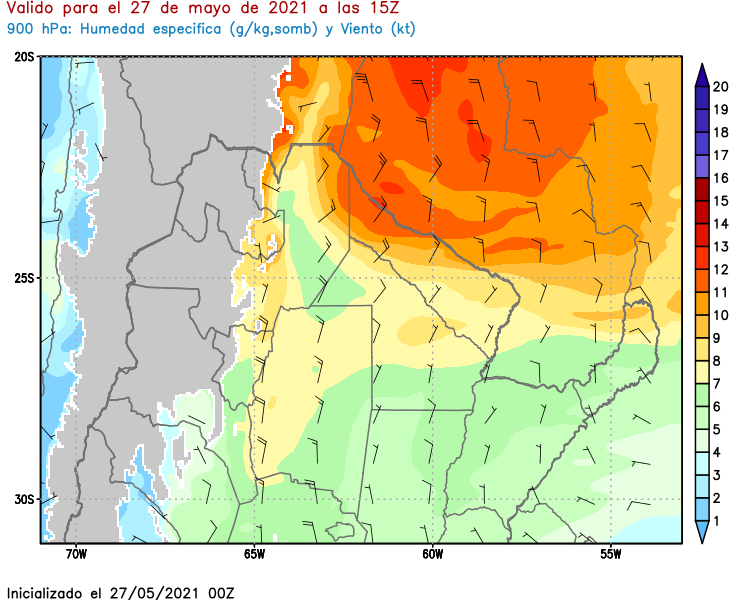 Valido para el 27 de mayo de 2021 a las 15Z
900 hPa: Humedad especifica (g/kg,somb) y Viento (kt)
20S
25S
30S
70W
65W
60W
55W
20
19
18
17
16
15
14
13
12
11
10
9
8
7
6
5
4
3
2
1
Inicializado el 27/05/2021 00Z